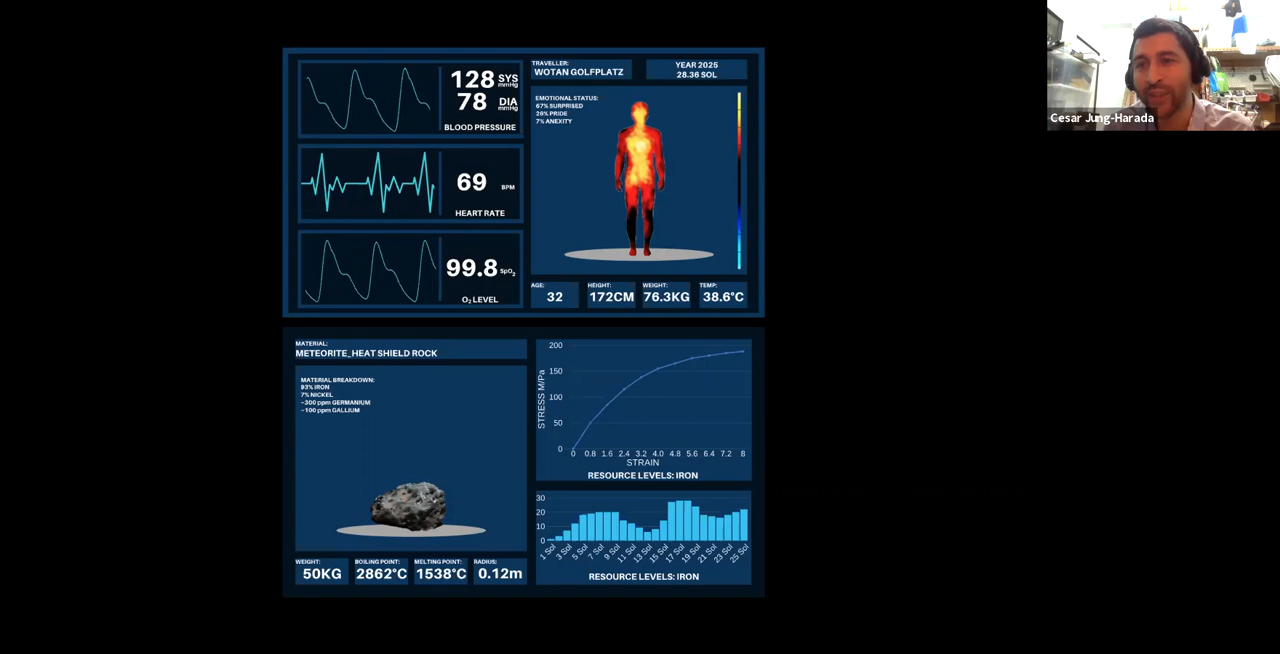 128 SYS mmHg
78 DIA mmHg
BLOOD PRESSURE
69 BPM
HEART RATE
99.8 SpO₂
O₂ LEVEL
TRAVELLER:
WOTAN GOLFPLATZ
YEAR 2025
28.36 SOL
EMOTIONAL STATUS:
67% SURPRISED
26% PRIDE
7% ANEXITY
AGE:
32
HEIGHT:
172CM
WEIGHT:
76.3KG
TEMP:
38.6°C
MATERIAL:
METEORITE_HEAT SHIELD ROCK
MATERIAL BREAKDOWN:
93% IRON
7% NICKEL
~300 ppm GERMANIUM
~100 ppm GALLIUM
WEIGHT:
50KG
BOILING POINT:
2862°C
MELTING POINT:
1538°C
RADIUS:
0.12m
STRESS M/Pa
200
150
100
50
0
0 0.8 1.6 2.4 3.2 4.0 4.8 5.6 6.4 7.2 8
STRAIN
RESOURCE LEVELS: IRON
30
20
10
0
1 Sol 3 Sol 5 Sol 7 Sol 9 Sol 11 Sol 13 Sol 15 Sol 17 Sol 19 Sol 21 Sol 23 Sol 25 Sol
RESOURCE LEVELS: IRON
Cesar Jung-Harada